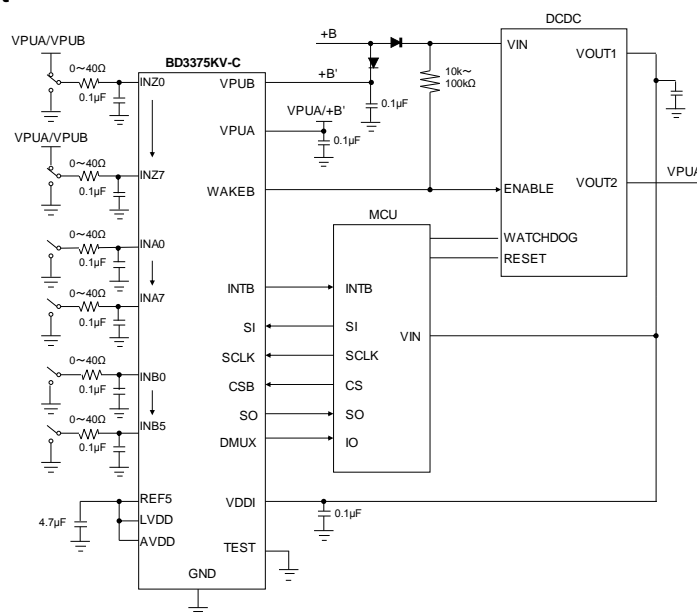 VPUA/VPUB
0～40Ω
0.1µF
VPUA/VPUB
0～40Ω
0.1µF
0～40Ω
0.1µF
0～40Ω
0.1µF
0～40Ω
0.1µF
0～40Ω
0.1µF
4.7µF
BD3375KV-C
INZ0
INZ7
INA0
INA7
INB0
INB5
REF5
LVDD
AVDD
GND
VPUB
VPUA
WAKEB
INTB
SI
SCLK
CSB
SO
DMUX
VDDI
TEST
+B
+B'
0.1µF
VPUA/+B'
0.1µF
10k～
100kΩ
0.1µF
MCU
INTB
SI
SCLK
CS
SO
IO
VIN
DCDC
VIN
VOUT1
ENABLE
VOUT2
WATCHDOG
RESET